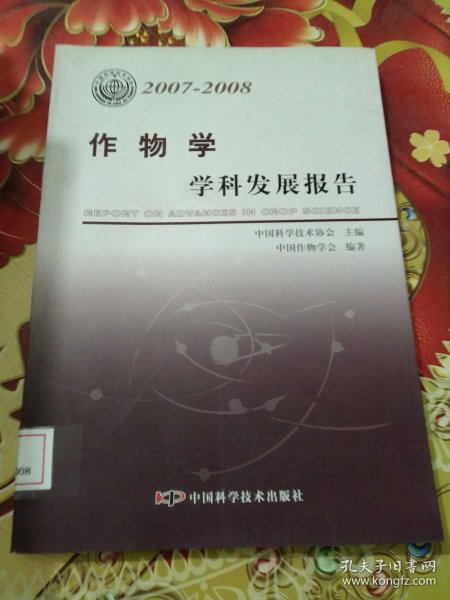 2007-2008
作物学
学科发展报告
REPORT ON ADVANCES IN CROP SCIENCE
中国科学技术协会 主编
中国作物学会 编著
008
中国科学技术出版社
孔夫子旧书网
www.kongfz.com